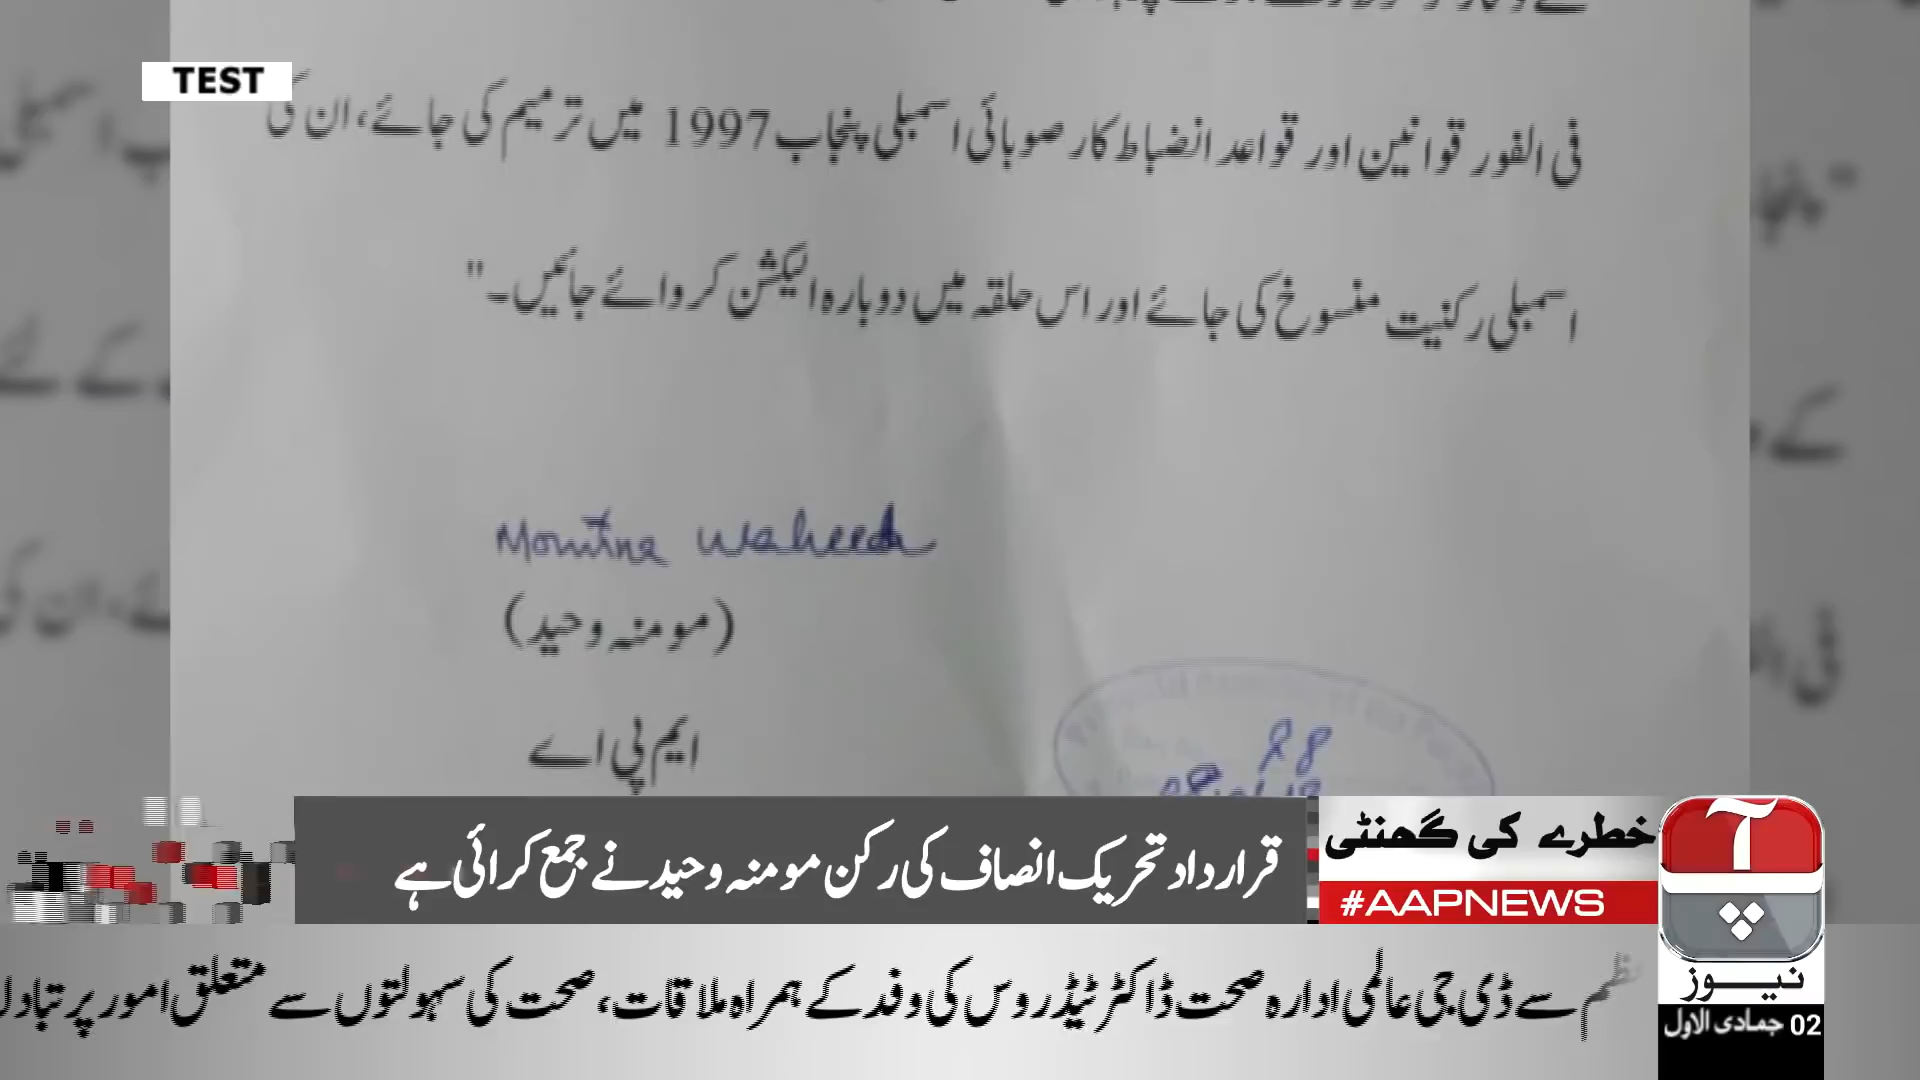 TEST
فی الفور قوانین اور قواعد انضباط کار صوبائی اسمبلی پنجاب 1997 میں ترمیم کی جائے، ان کی
اسمبلی رکنیت منسوخ کی جائے اور اس حلقہ میں دوبارہ الیکشن کروائے جائیں۔"
Momina Waheed
(مومنہ وحید)
ایم پی اے
28
قرارداد تحریک انصاف کی رکن مومنہ وحید نے جمع کرائی ہے
خطرے کی گھنٹی
#AAPNEWS
آپ
نیوز
02 جمادی الاول
سے ڈی جی عالمی ادارہ صحت ڈاکٹر ٹیڈروس کی وفد کے ہمراہ ملاقات، صحت کی سہولتوں سے متعلق امور پر